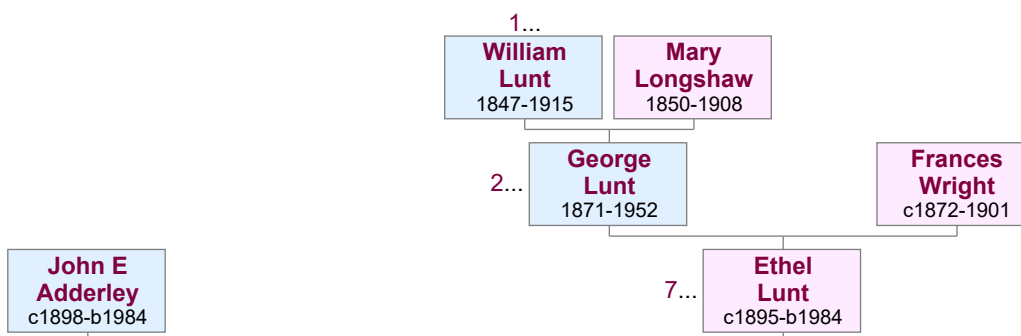 1...
William
Lunt
1847-1915
Mary
Longshaw
1850-1908
2...
George
Lunt
1871-1952
Frances
Wright
c1872-1901
John E
Adderley
c1898-b1984
7...
Ethel
Lunt
c1895-b1984